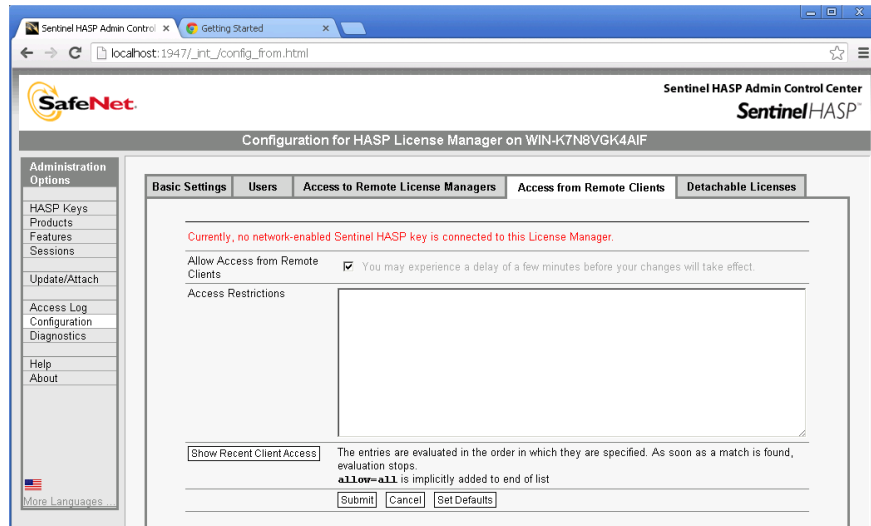 Sentinel HASP Admin Control
Getting Started
localhost:1947/_int_/config_from.html
SafeNet.
Sentinel HASP Admin Control Center
SentinelHASP™
Configuration for HASP License Manager on WIN-K7N8VGK4AIF
Administration
Options
HASP Keys
Products
Features
Sessions
Update/Attach
Access Log
Configuration
Diagnostics
Help
About
More Languages ...
Basic Settings Users Access to Remote License Managers Access from Remote Clients Detachable Licenses
Currently, no network-enabled Sentinel HASP key is connected to this License Manager.
Allow Access from Remote
Clients
You may experience a delay of a few minutes before your changes will take effect.
Access Restrictions
Show Recent Client Access
The entries are evaluated in the order in which they are specified. As soon as a match is found,
evaluation stops.
allow=all is implicitly added to end of list
Submit Cancel Set Defaults